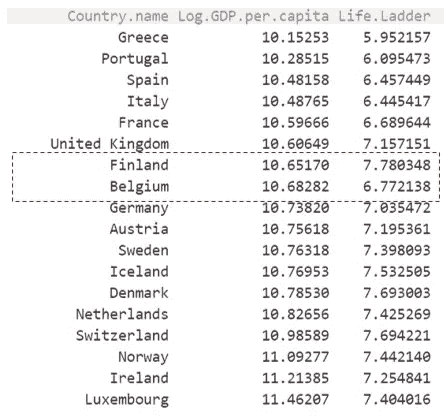 Country.name Log.GDP.per.capita Life.Ladder
Greece 10.15253 5.952157
Portugal 10.28515 6.095473
Spain 10.48158 6.457449
Italy 10.48765 6.445417
France 10.59666 6.689644
United Kingdom 10.60649 7.157151
Finland 10.65170 7.780348
Belgium 10.68282 6.772138
Germany 10.73820 7.035472
Austria 10.75618 7.195361
Sweden 10.76318 7.398093
Iceland 10.76953 7.532505
Denmark 10.78530 7.693003
Netherlands 10.82656 7.425269
Switzerland 10.98589 7.694221
Norway 11.09277 7.442140
Ireland 11.21385 7.254841
Luxembourg 11.46207 7.404016